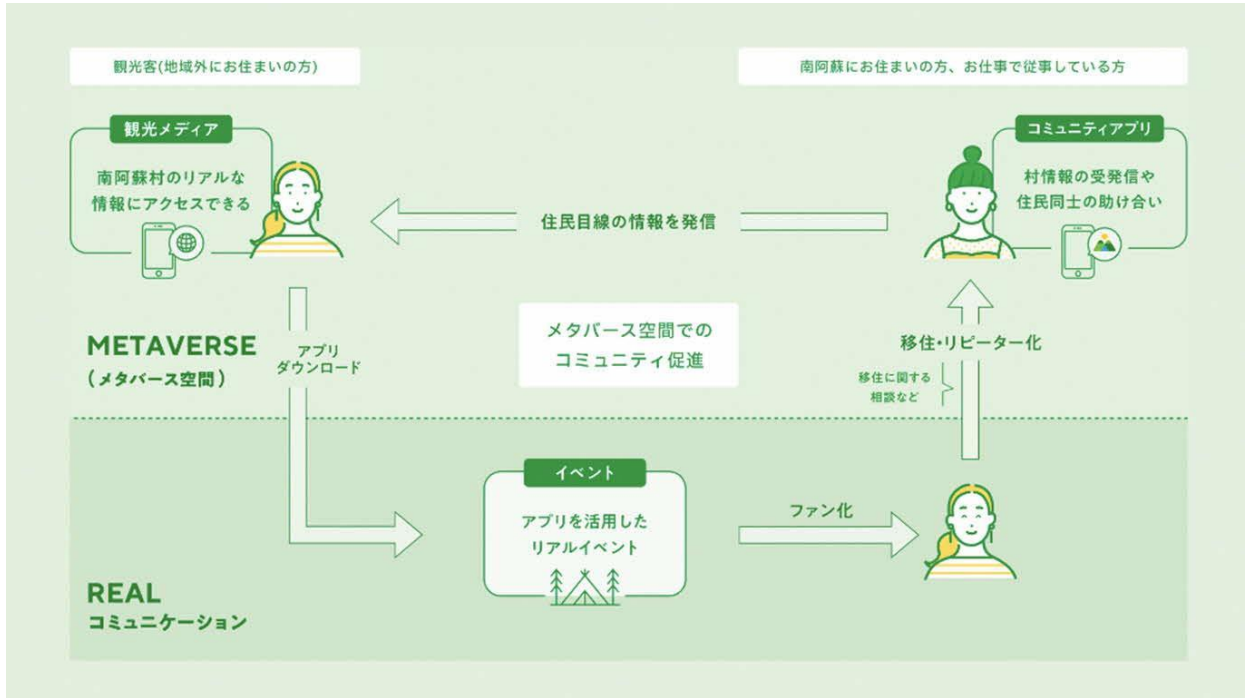 観光客(地域外にお住まいの方)
南阿蘇にお住まいの方、お仕事で従事している方
観光メディア
南阿蘇村のリアルな
情報にアクセスできる
コミュニティアプリ
村情報の受発信や
住民同士の助け合い
住民目線の情報を発信
METAVERSE
(メタバース空間)
アプリ
ダウンロード
メタバース空間での
コミュニティ促進
移住・リピーター化
移住に関する
相談など
イベント
アプリを活用した
リアルイベント
ファン化
REAL
コミュニケーション